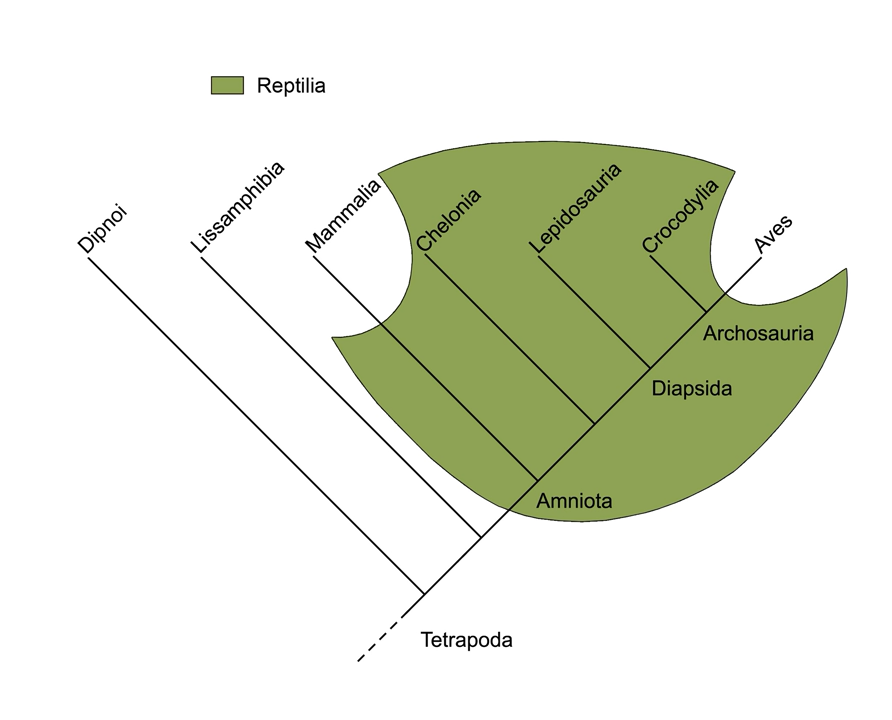 Reptilia
Dipnoi
Lissamphibia
Mammalia
Chelonia
Lepidosauria
Crocodylia
Aves
Archosauria
Diapsida
Amniota
Tetrapoda